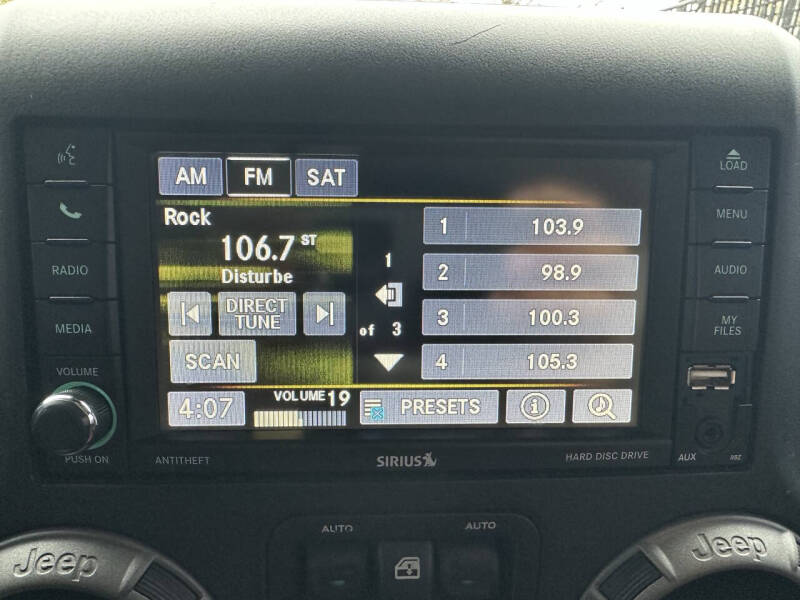 LOAD
AM FM SAT
Rock
106.7 ST
Disturbe
1
of 3
1 103.9
2 98.9
3 100.3
4 105.3
DIRECT
TUNE
SCAN
4:07
VOLUME 19
PRESETS
i
RADIO
MEDIA
VOLUME
PUSH ON
MENU
AUDIO
MY
FILES
AUX
ANTITHEFT
SIRIUS
HARD DISC DRIVE
AUTO
AUTO
Jeep
Jeep